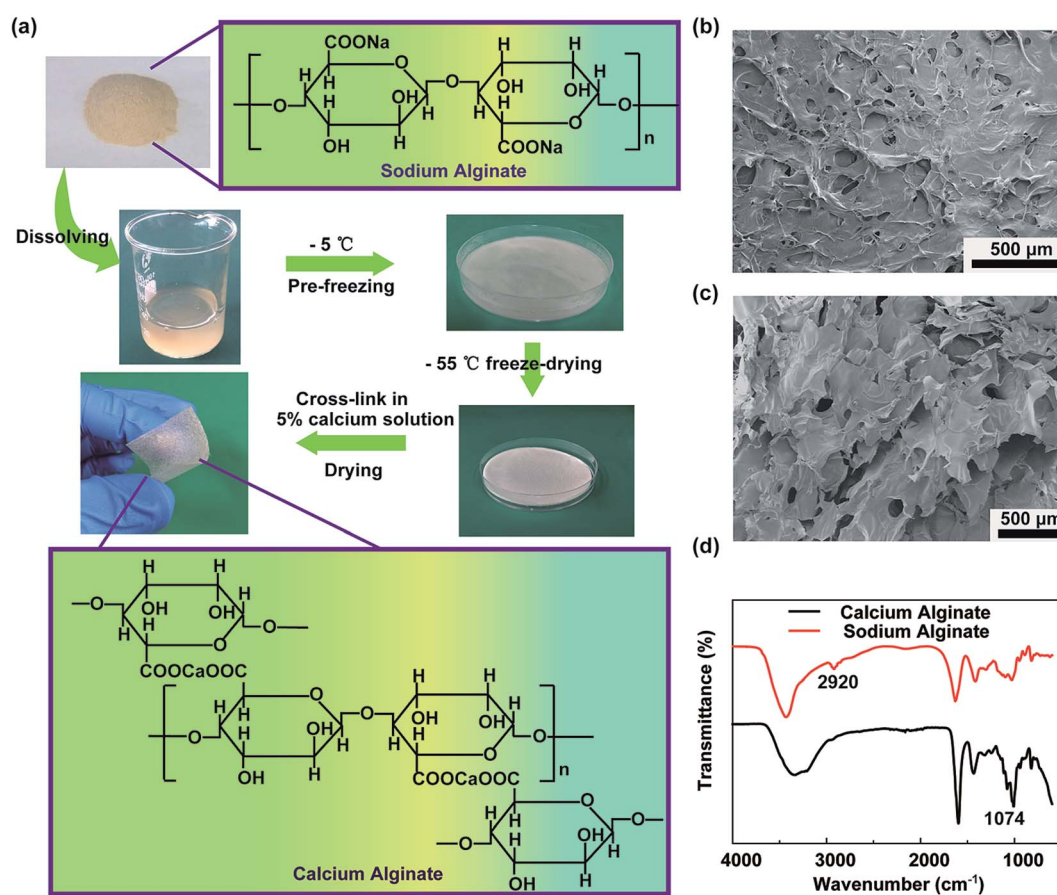 (a)
COONa
H
H
H
O
O
OH
H
H
OH
H
O
H
H
OH
H
H
OH
O
H
O
COONa
n
Sodium Alginate
Dissolving
- 5 ℃
Pre-freezing
- 55 ℃ freeze-drying
Cross-link in
5% calcium solution
Drying
H
H
H
O
OH
OH
H
H
O
O
COOCaOOC
H
H
H
O
O
OH
H
H
OH
H
O
H
H
OH
H
H
OH
O
H
O
COOCaOOC
n
H
H
H
O
O
OH
H
H
OH
H
O
Calcium Alginate
(b)
500 µm
(c)
500 µm
(d)
Calcium Alginate
Sodium Alginate
2920
1074
Transmittance (%)
4000
3000
2000
1000
Wavenumber (cm⁻¹)